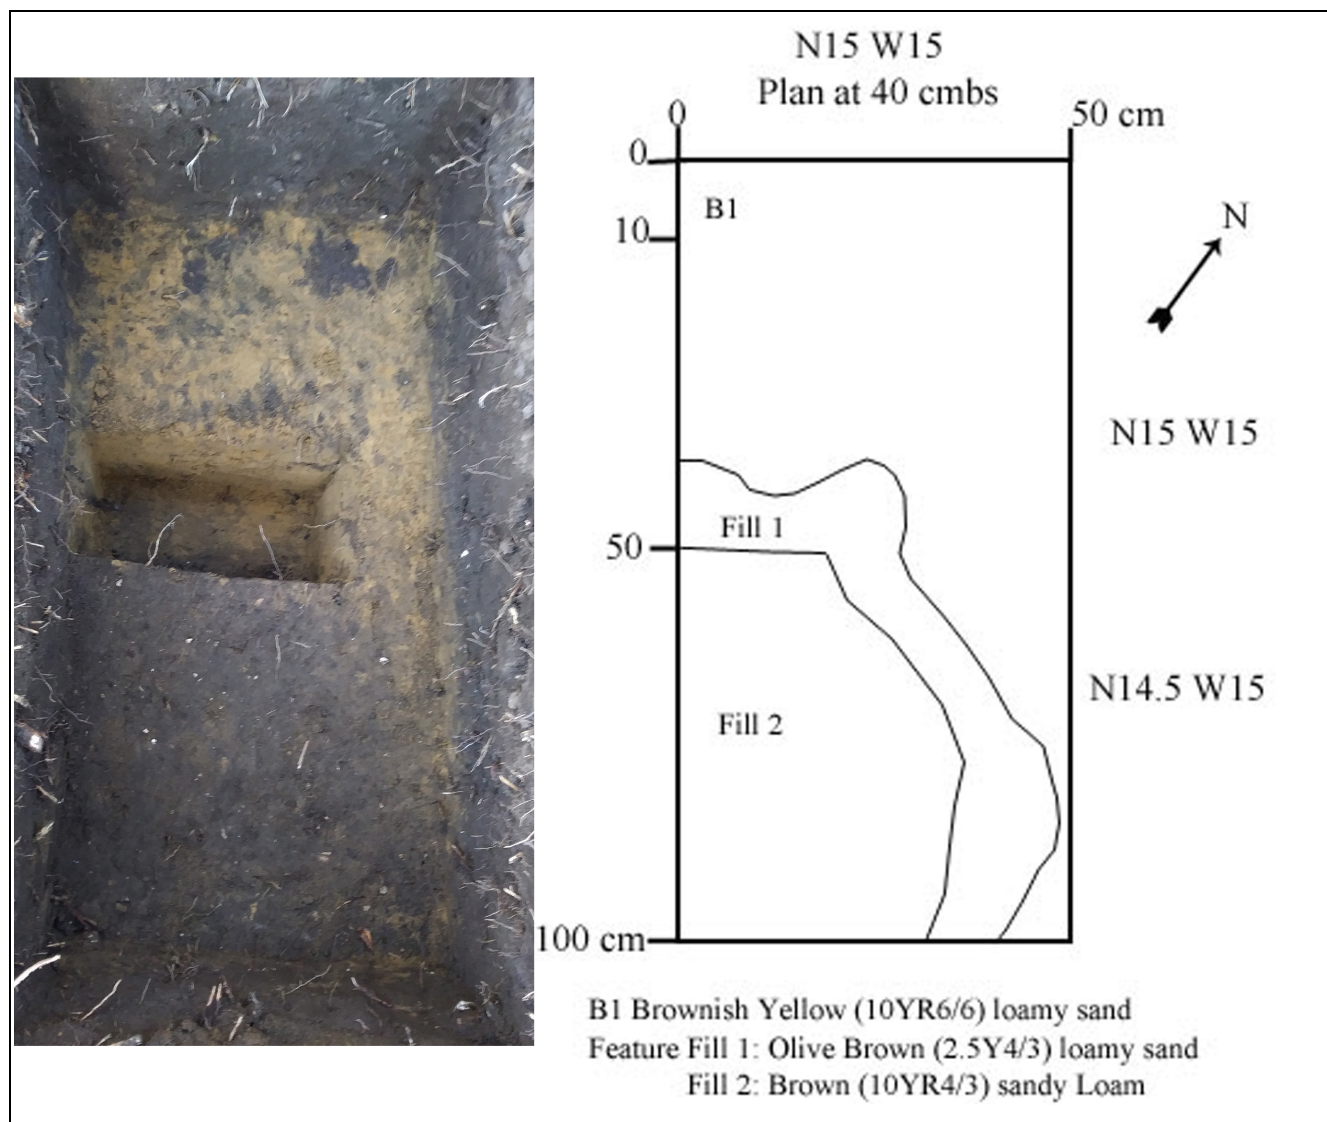 N15 W15
Plan at 40 cmbs
0
50 cm
0
B1
10
N
N15 W15
Fill 1
50
N14.5 W15
Fill 2
100 cm
B1 Brownish Yellow (10YR6/6) loamy sand
Feature Fill 1: Olive Brown (2.5Y4/3) loamy sand
Fill 2: Brown (10YR4/3) sandy Loam